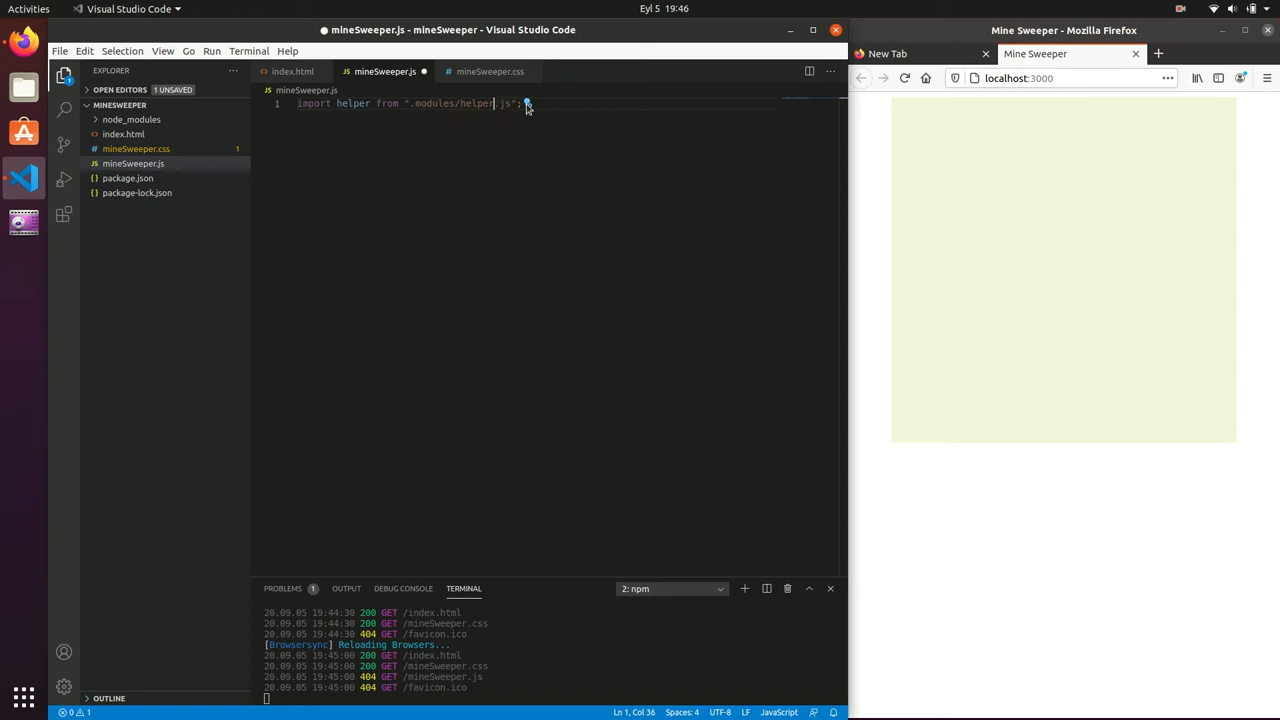 Activities
Visual Studio Code
Eyl 5 19:46
mineSweeper.js - mineSweeper - Visual Studio Code
Mine Sweeper - Mozilla Firefox
File Edit Selection View Go Run Terminal Help
New Tab
Mine Sweeper
EXPLORER
index.html
mineSweeper.js
mineSweeper.css
localhost:3000
OPEN EDITORS 1 UNSAVED
mineSweeper.js
MINESWEEPER
1 import helper from ".modules/helper.js";
node_modules
index.html
mineSweeper.css 1
mineSweeper.js
package.json
package-lock.json
PROBLEMS 1 OUTPUT DEBUG CONSOLE TERMINAL
2: npm
20.09.05 19:44:30 200 GET /index.html
20.09.05 19:44:30 200 GET /mineSweeper.css
20.09.05 19:44:30 404 GET /favicon.ico
[Browsersync] Reloading Browsers...
20.09.05 19:45:00 200 GET /index.html
20.09.05 19:45:00 200 GET /mineSweeper.css
20.09.05 19:45:00 404 GET /mineSweeper.js
20.09.05 19:45:00 404 GET /favicon.ico
OUTLINE
0 1
Ln 1, Col 36 Spaces: 4 UTF-8 LF JavaScript